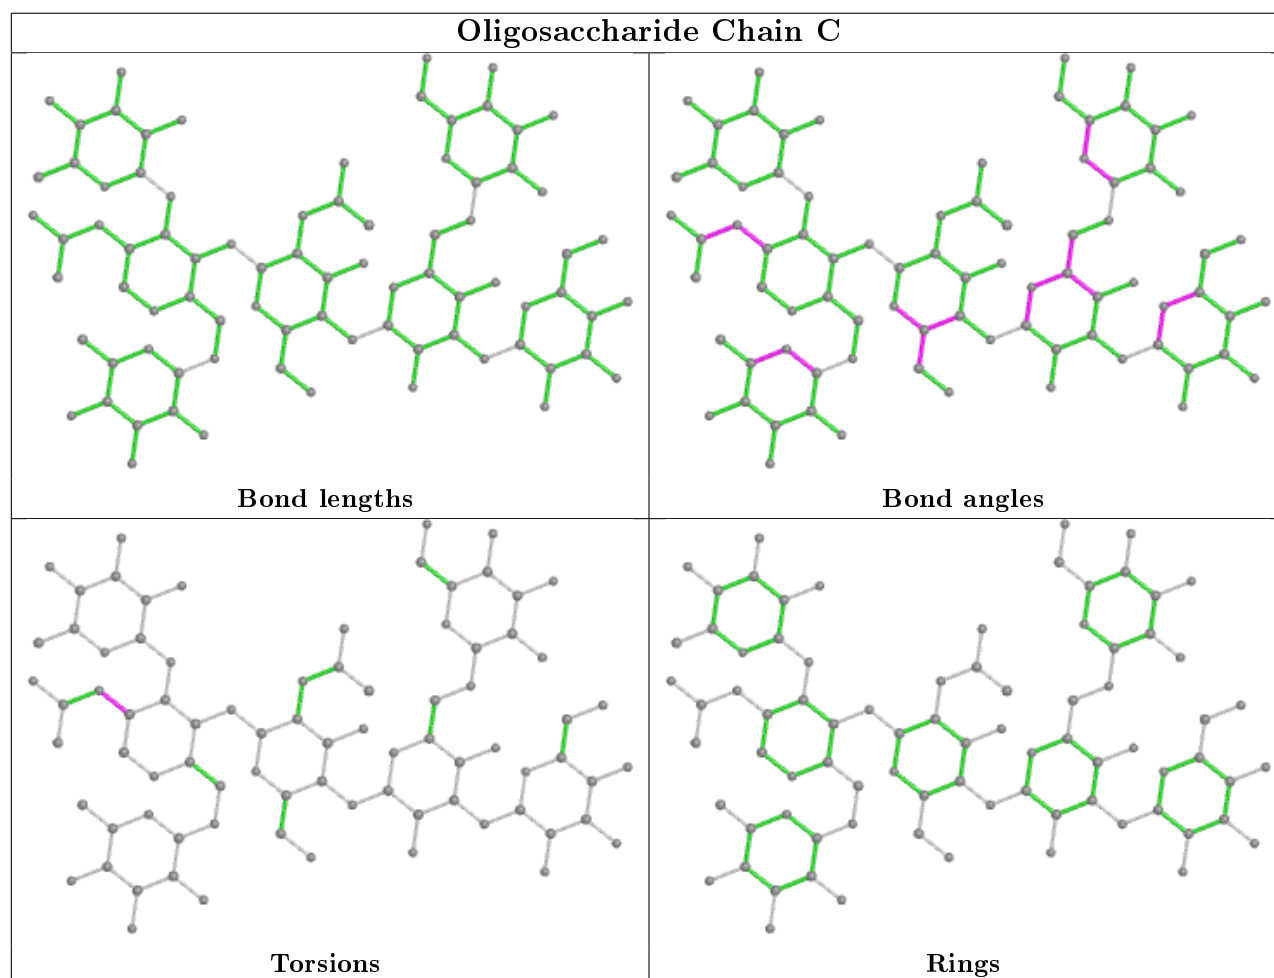 Oligosaccharide Chain C
Bond lengths
Bond angles
Torsions
Rings